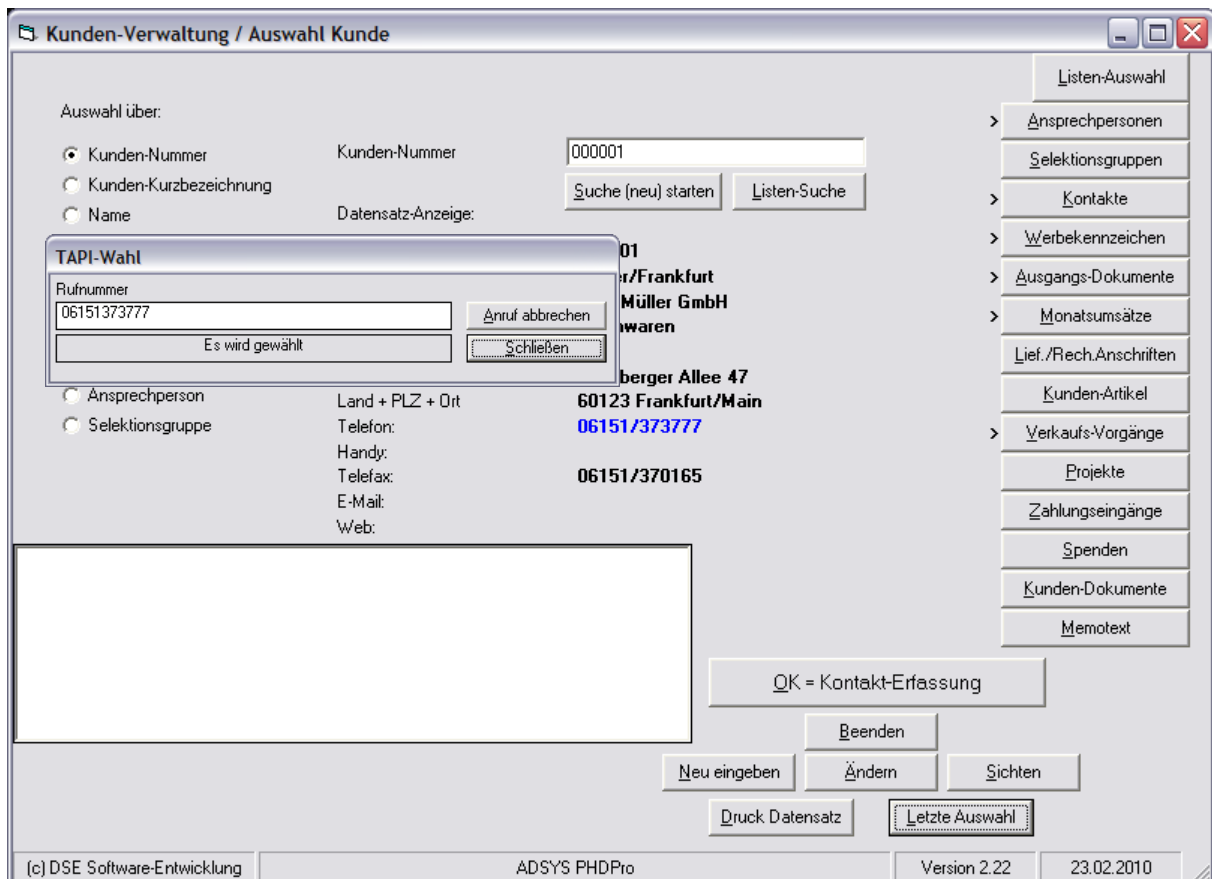 Kunden-Verwaltung / Auswahl Kunde
Listen-Auswahl
Auswahl über:
> Ansprechpersonen
Kunden-Nummer
Kunden-Nummer
000001
Selektionsgruppen
Kunden-Kurzbezeichnung
Suche (neu) starten
Listen-Suche
> Kontakte
Name
Datensatz-Anzeige:
> Werbekennzeichen
TAPI-Wahl
01
Rufnummer
r/Frankfurt
> Ausgangs-Dokumente
06151373777
Anruf abbrechen
Müller GmbH
> Monatsumsätze
waren
Es wird gewählt
Schließen
Lief./Rech.Anschriften
berger Allee 47
Ansprechperson
Land + PLZ + Ort
60123 Frankfurt/Main
Kunden-Artikel
Selektionsgruppe
Telefon:
06151/373777
> Verkaufs-Vorgänge
Handy:
Telefax:
06151/370165
Projekte
E-Mail:
Zahlungseingänge
Web:
Spenden
Kunden-Dokumente
Memotext
OK = Kontakt-Erfassung
Beenden
Neu eingeben
Ändern
Sichten
Druck Datensatz
Letzte Auswahl
(c) DSE Software-Entwicklung
ADSYS PHDPro
Version 2.22
23.02.2010